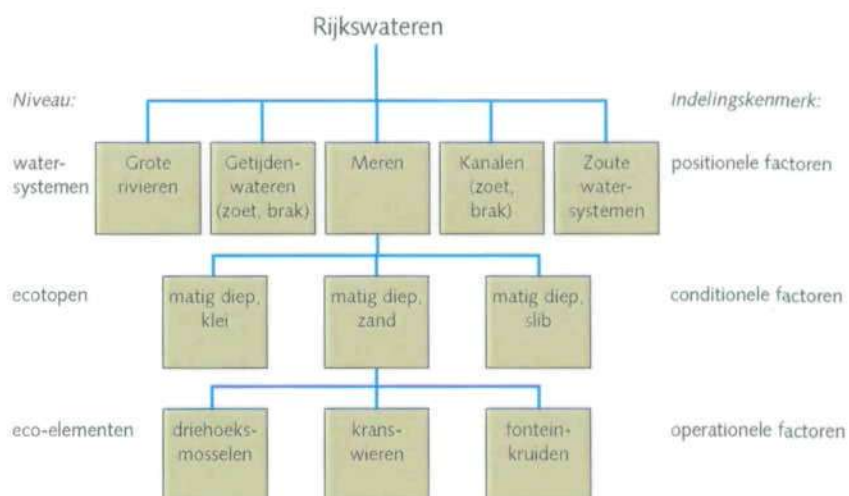 Rijkswateren
Niveau:
Indelingskenmerk:
water-
systemen
Grote
rivieren
Getijden-
wateren
(zoet, brak)
Meren
Kanalen
(zoet,
brak)
Zoute
water-
systemen
positionele factoren
ecotopen
matig diep,
klei
matig diep,
zand
matig diep,
slib
conditionele factoren
eco-elementen
driehoeks-
mosselen
krans-
wieren
fontein-
kruiden
operationele factoren